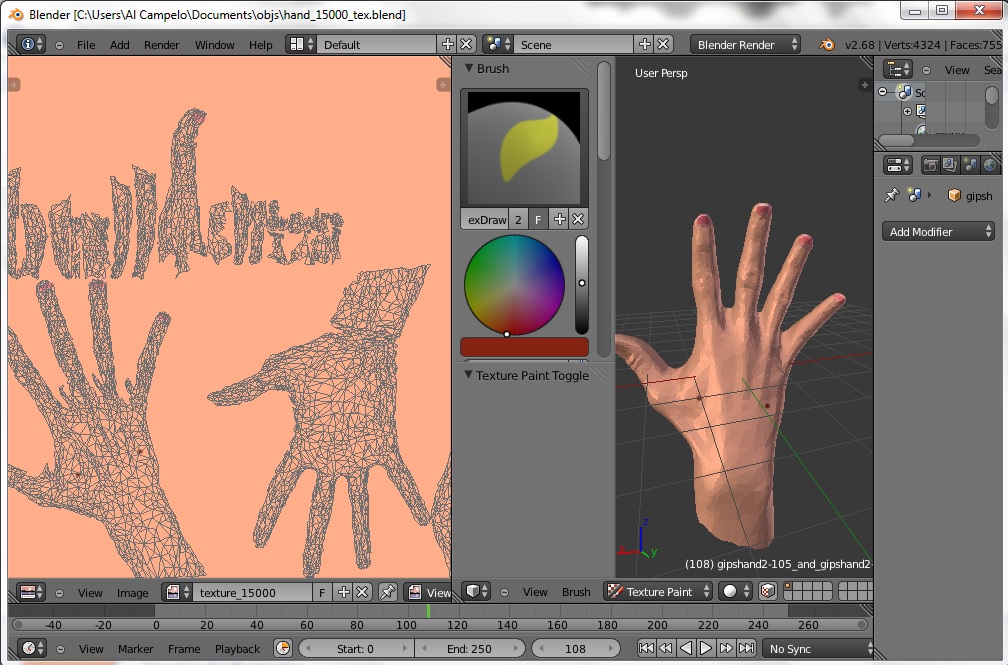 Blender [C:\Users\Al Campelo\Documents\objs\hand_15000_tex.blend]
File Add Render Window Help Default Scene Blender Render v2.68 | Verts:4324 | Faces:755
Brush
User Persp
View Sea
Sc
exDraw 2 F
gipsh
Add Modifier
Texture Paint Toggle
z
x y
(108) gipshand2-105_and_gipshand2-
View Image texture_15000 F View
View Brush Texture Paint
-40 -20 0 20 40 60 80 100 120 140 160 180 200 220 240 260
View Marker Frame Playback Start: 0 End: 250 108 No Sync